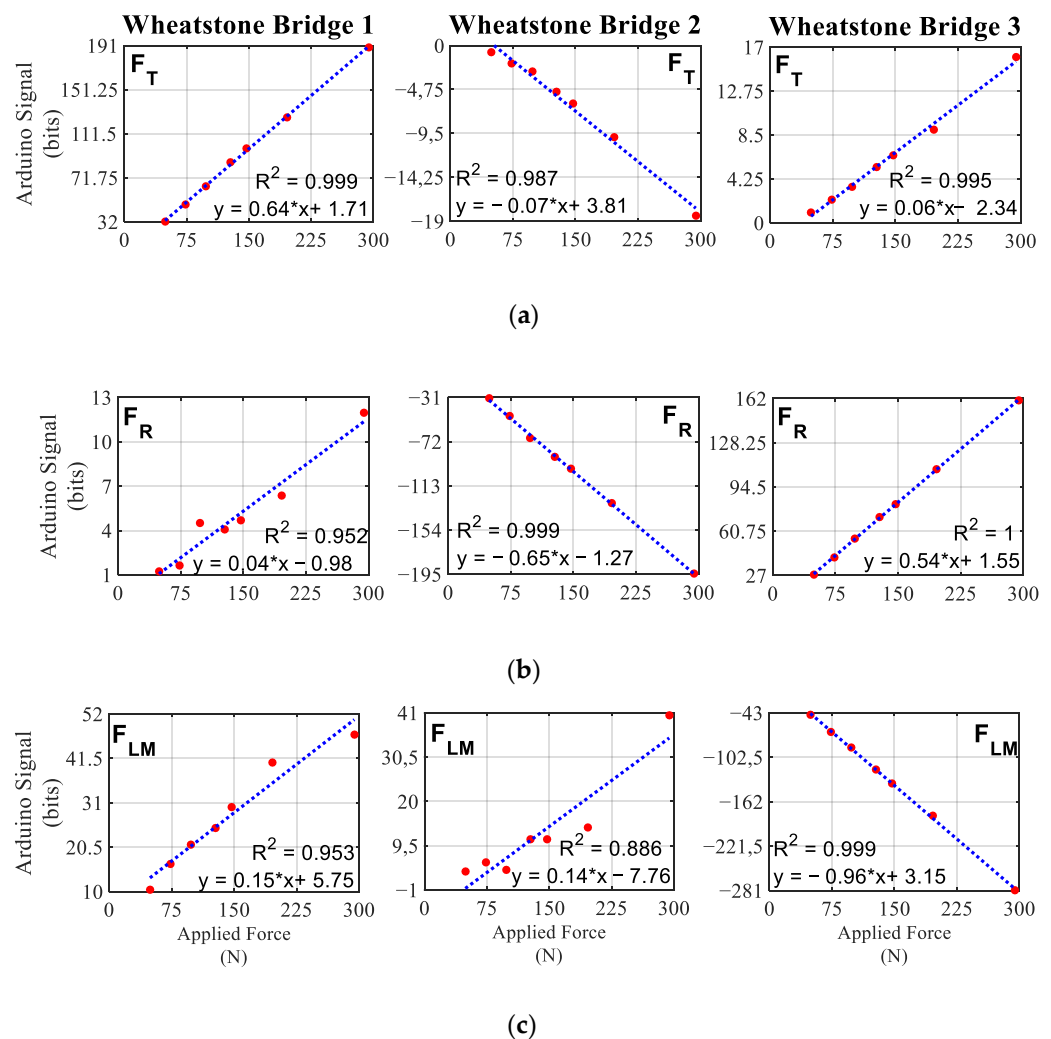 Wheatstone Bridge 1 Wheatstone Bridge 2 Wheatstone Bridge 3
Arduino Signal
(bits)
191
151.25
111.5
71.75
32
F_T
R² = 0.999
y = 0.64*x+ 1.71
0 75 150 225 300
0
−4,75
−9.5
−14,25
−19
F_T
R² = 0.987
y = − 0.07*x+ 3.81
0 75 150 225 300
17
12.75
8.5
4.25
0
F_T
R² = 0.995
y = 0.06*x− 2.34
0 75 150 225 300
(a)
Arduino Signal
(bits)
13
10
7
4
1
F_R
R² = 0.952
y = 0,04*x −0.98
0 75 150 225 300
−31
−72
−113
−154
−195
F_R
R² = 0.999
y = − 0.65*x − 1.27
0 75 150 225 300
162
128.25
94.5
60.75
27
F_R
R² = 1
y = 0.54*x+ 1.55
0 75 150 225 300
(b)
Arduino Signal
(bits)
52
41.5
31
20.5
10
F_LM
R² = 0.953
y = 0.15*x+ 5.75
0 75 150 225 300
Applied Force
(N)
41
30,5
20
9,5
−1
F_LM
R² = 0.886
y = 0.14*x − 7.76
0 75 150 225 300
Applied Force
(N)
−43
−102,5
−162
−221,5
−281
F_LM
R² = 0.999
y = − 0.96*x+ 3.15
0 75 150 225 300
Applied Force
(N)
(c)